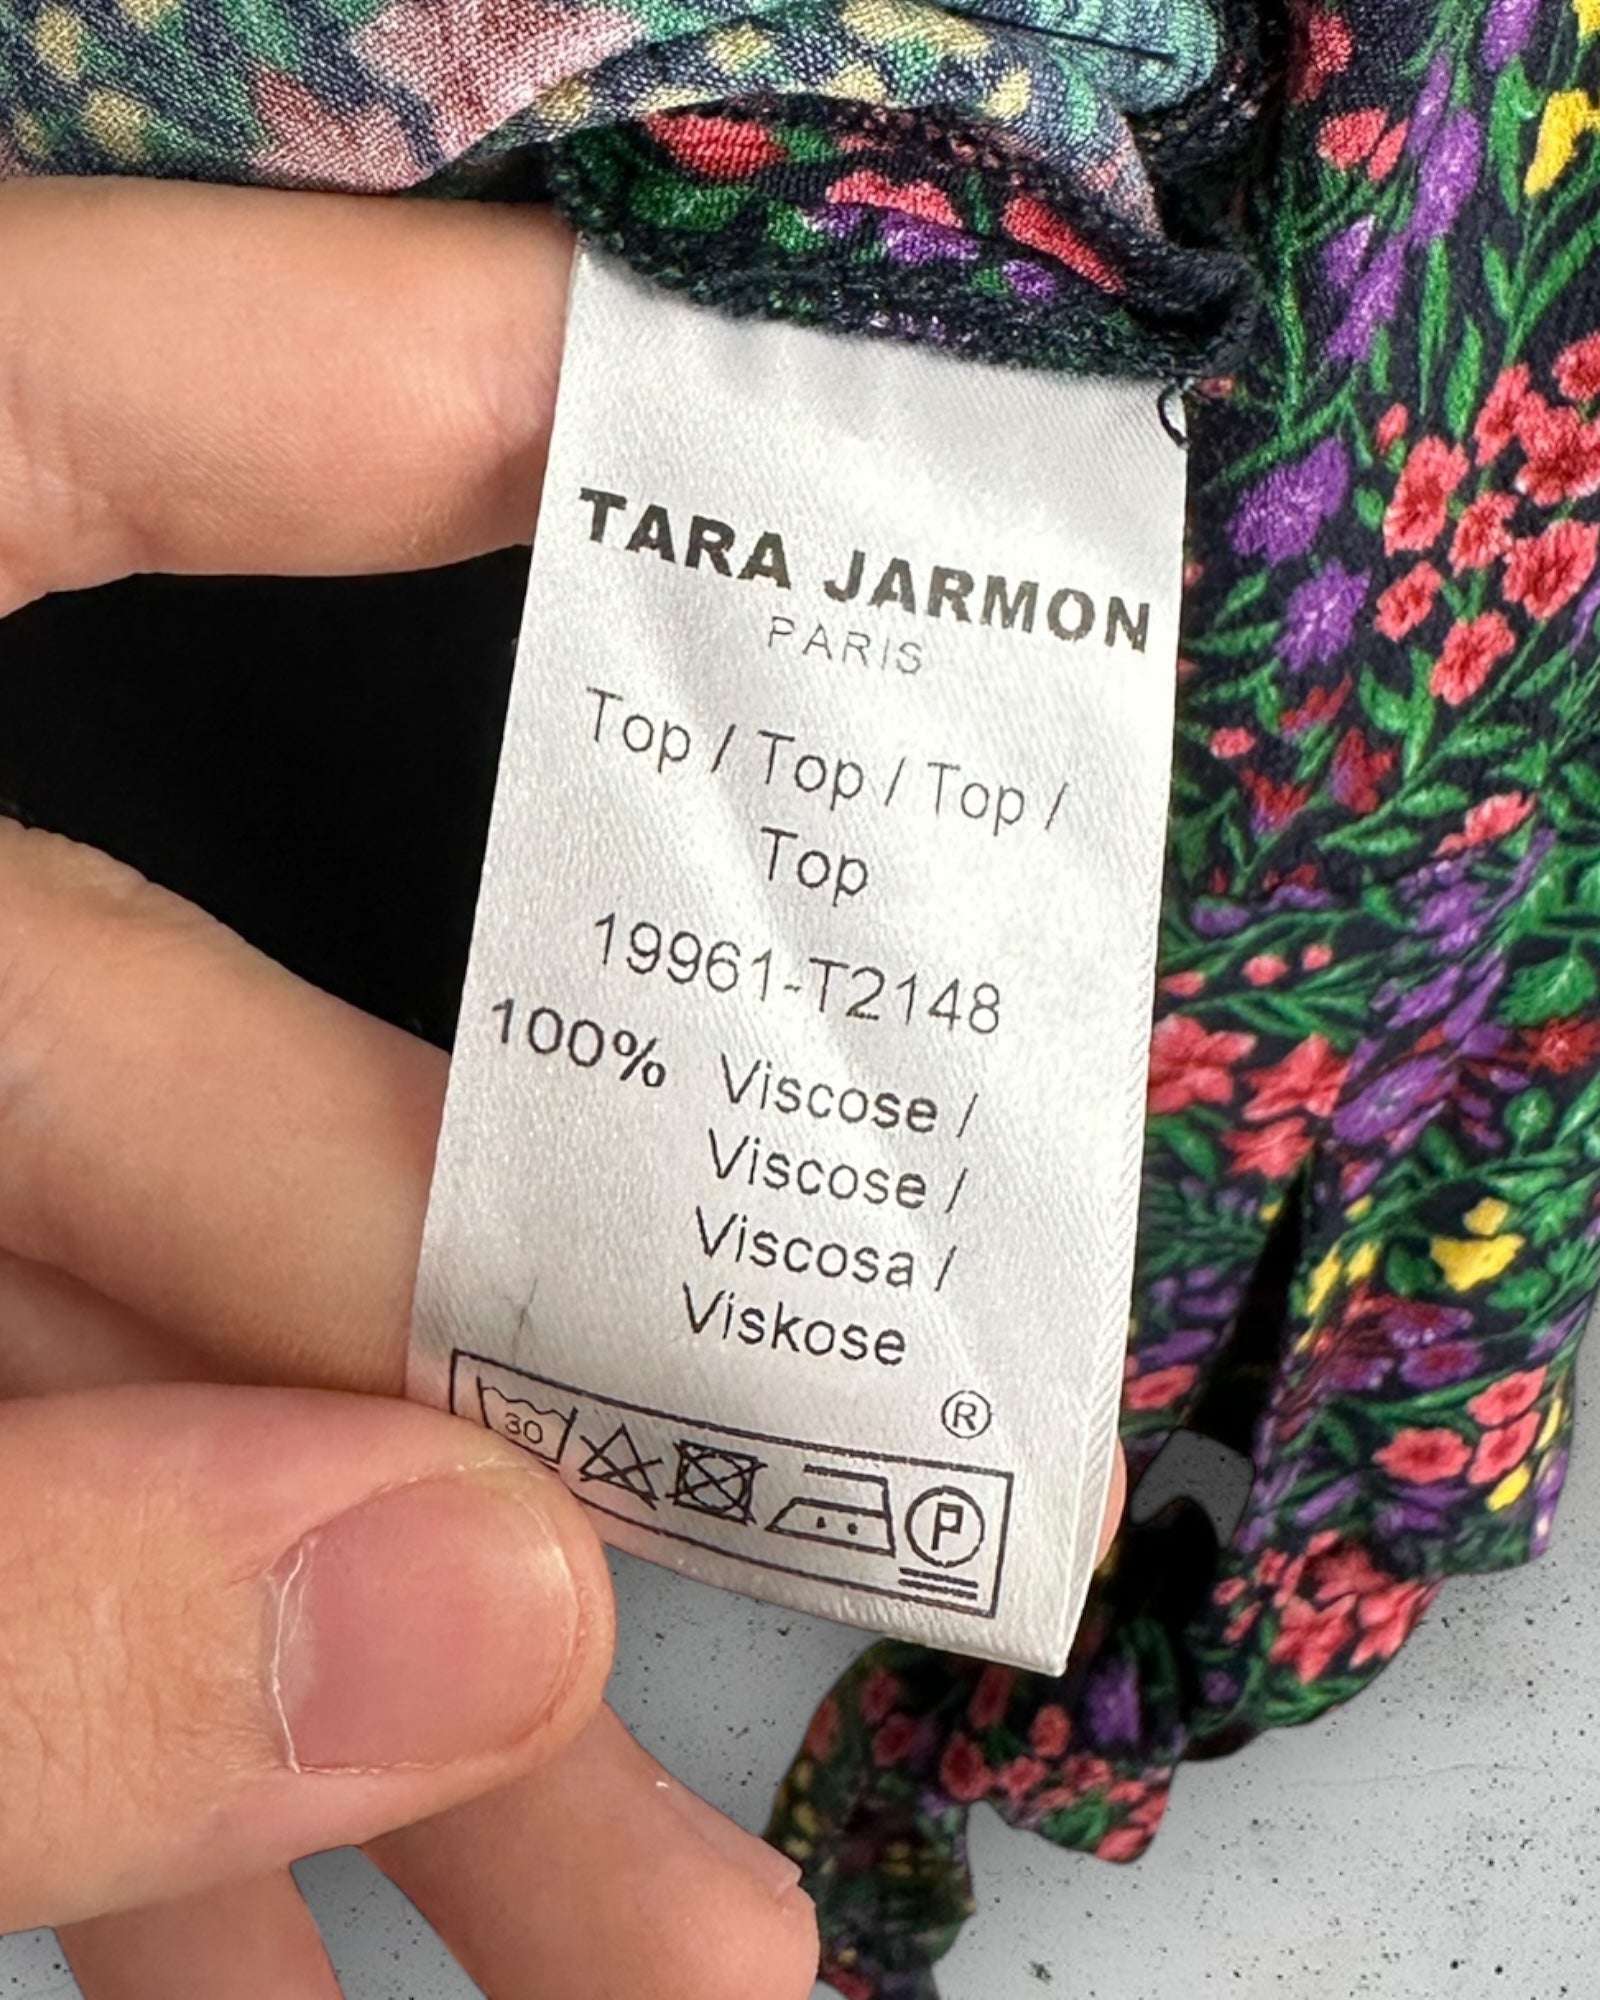 TARA JARMON
PARIS
Top / Top / Top /
Top
19961-T2148
100% Viscose /
Viscose /
Viscosa /
Viskose
®
30
P